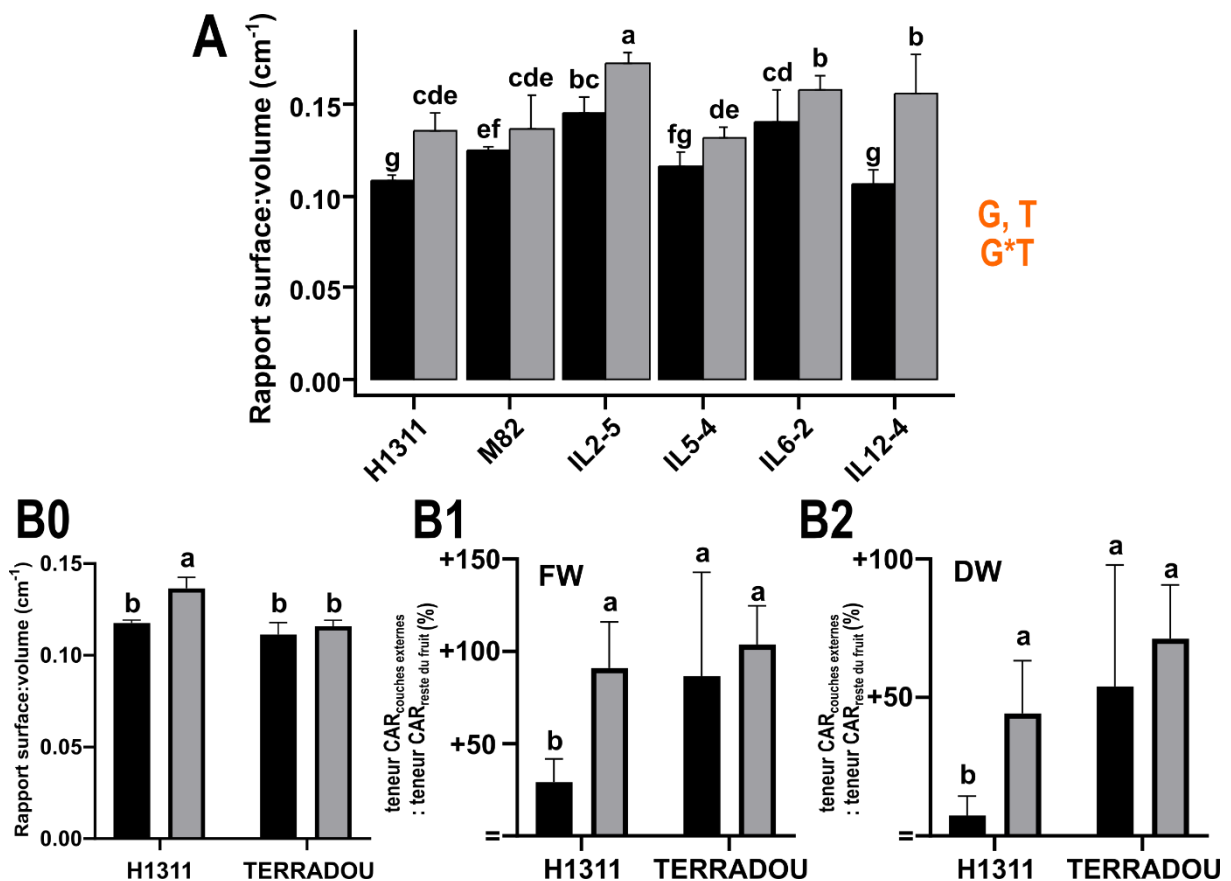 A
Rapport surface:volume (cm-1)
0.15
0.10
0.05
0.00
g
cde
ef
cde
bc
a
fg
de
cd
b
g
b
H1311
M82
IL2-5
IL5-4
IL6-2
IL12-4
G, T
G*T
B0
Rapport surface:volume (cm-1)
0.15
0.10
0.05
0.00
b
a
b
b
H1311
TERRADOU
B1
teneur CARcouches externes
: teneur CARreste du fruit (%)
+150
+100
+50
=
FW
b
a
a
a
H1311
TERRADOU
B2
teneur CARcouches externes
: teneur CARreste du fruit (%)
+100
+50
=
DW
b
a
a
a
H1311
TERRADOU